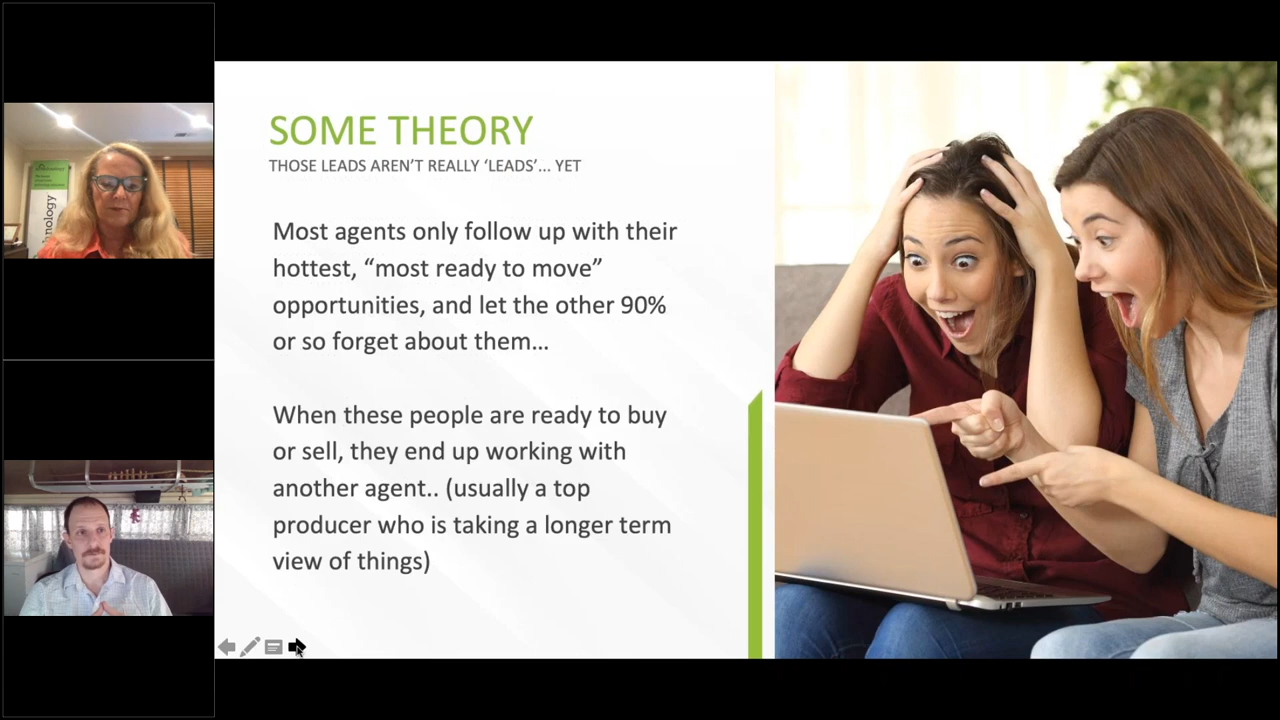 SOME THEORY
THOSE LEADS AREN’T REALLY ‘LEADS’... YET
Most agents only follow up with their
hottest, “most ready to move”
opportunities, and let the other 90%
or so forget about them…
When these people are ready to buy
or sell, they end up working with
another agent.. (usually a top
producer who is taking a longer term
view of things)
nology